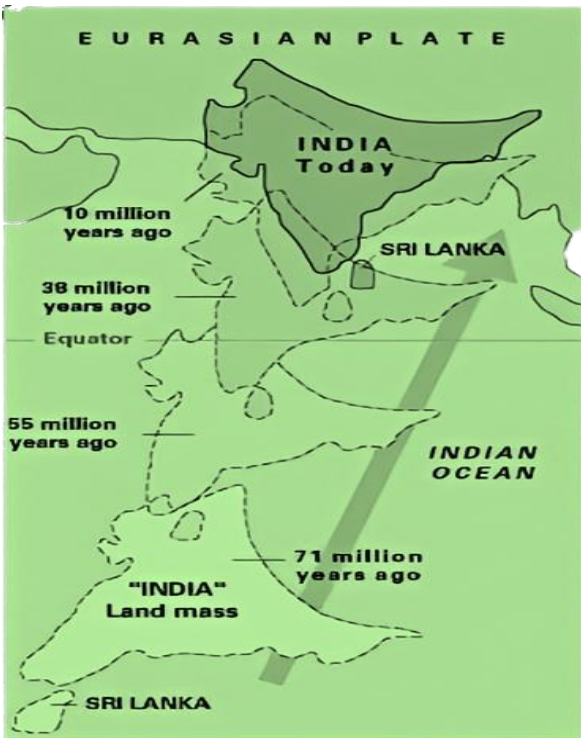 EURASIAN PLATE
INDIA
Today
10 million
years ago
SRI LANKA
38 million
years ago
Equator
55 million
years ago
INDIAN
OCEAN
71 million
years ago
"INDIA"
Land mass
SRI LANKA